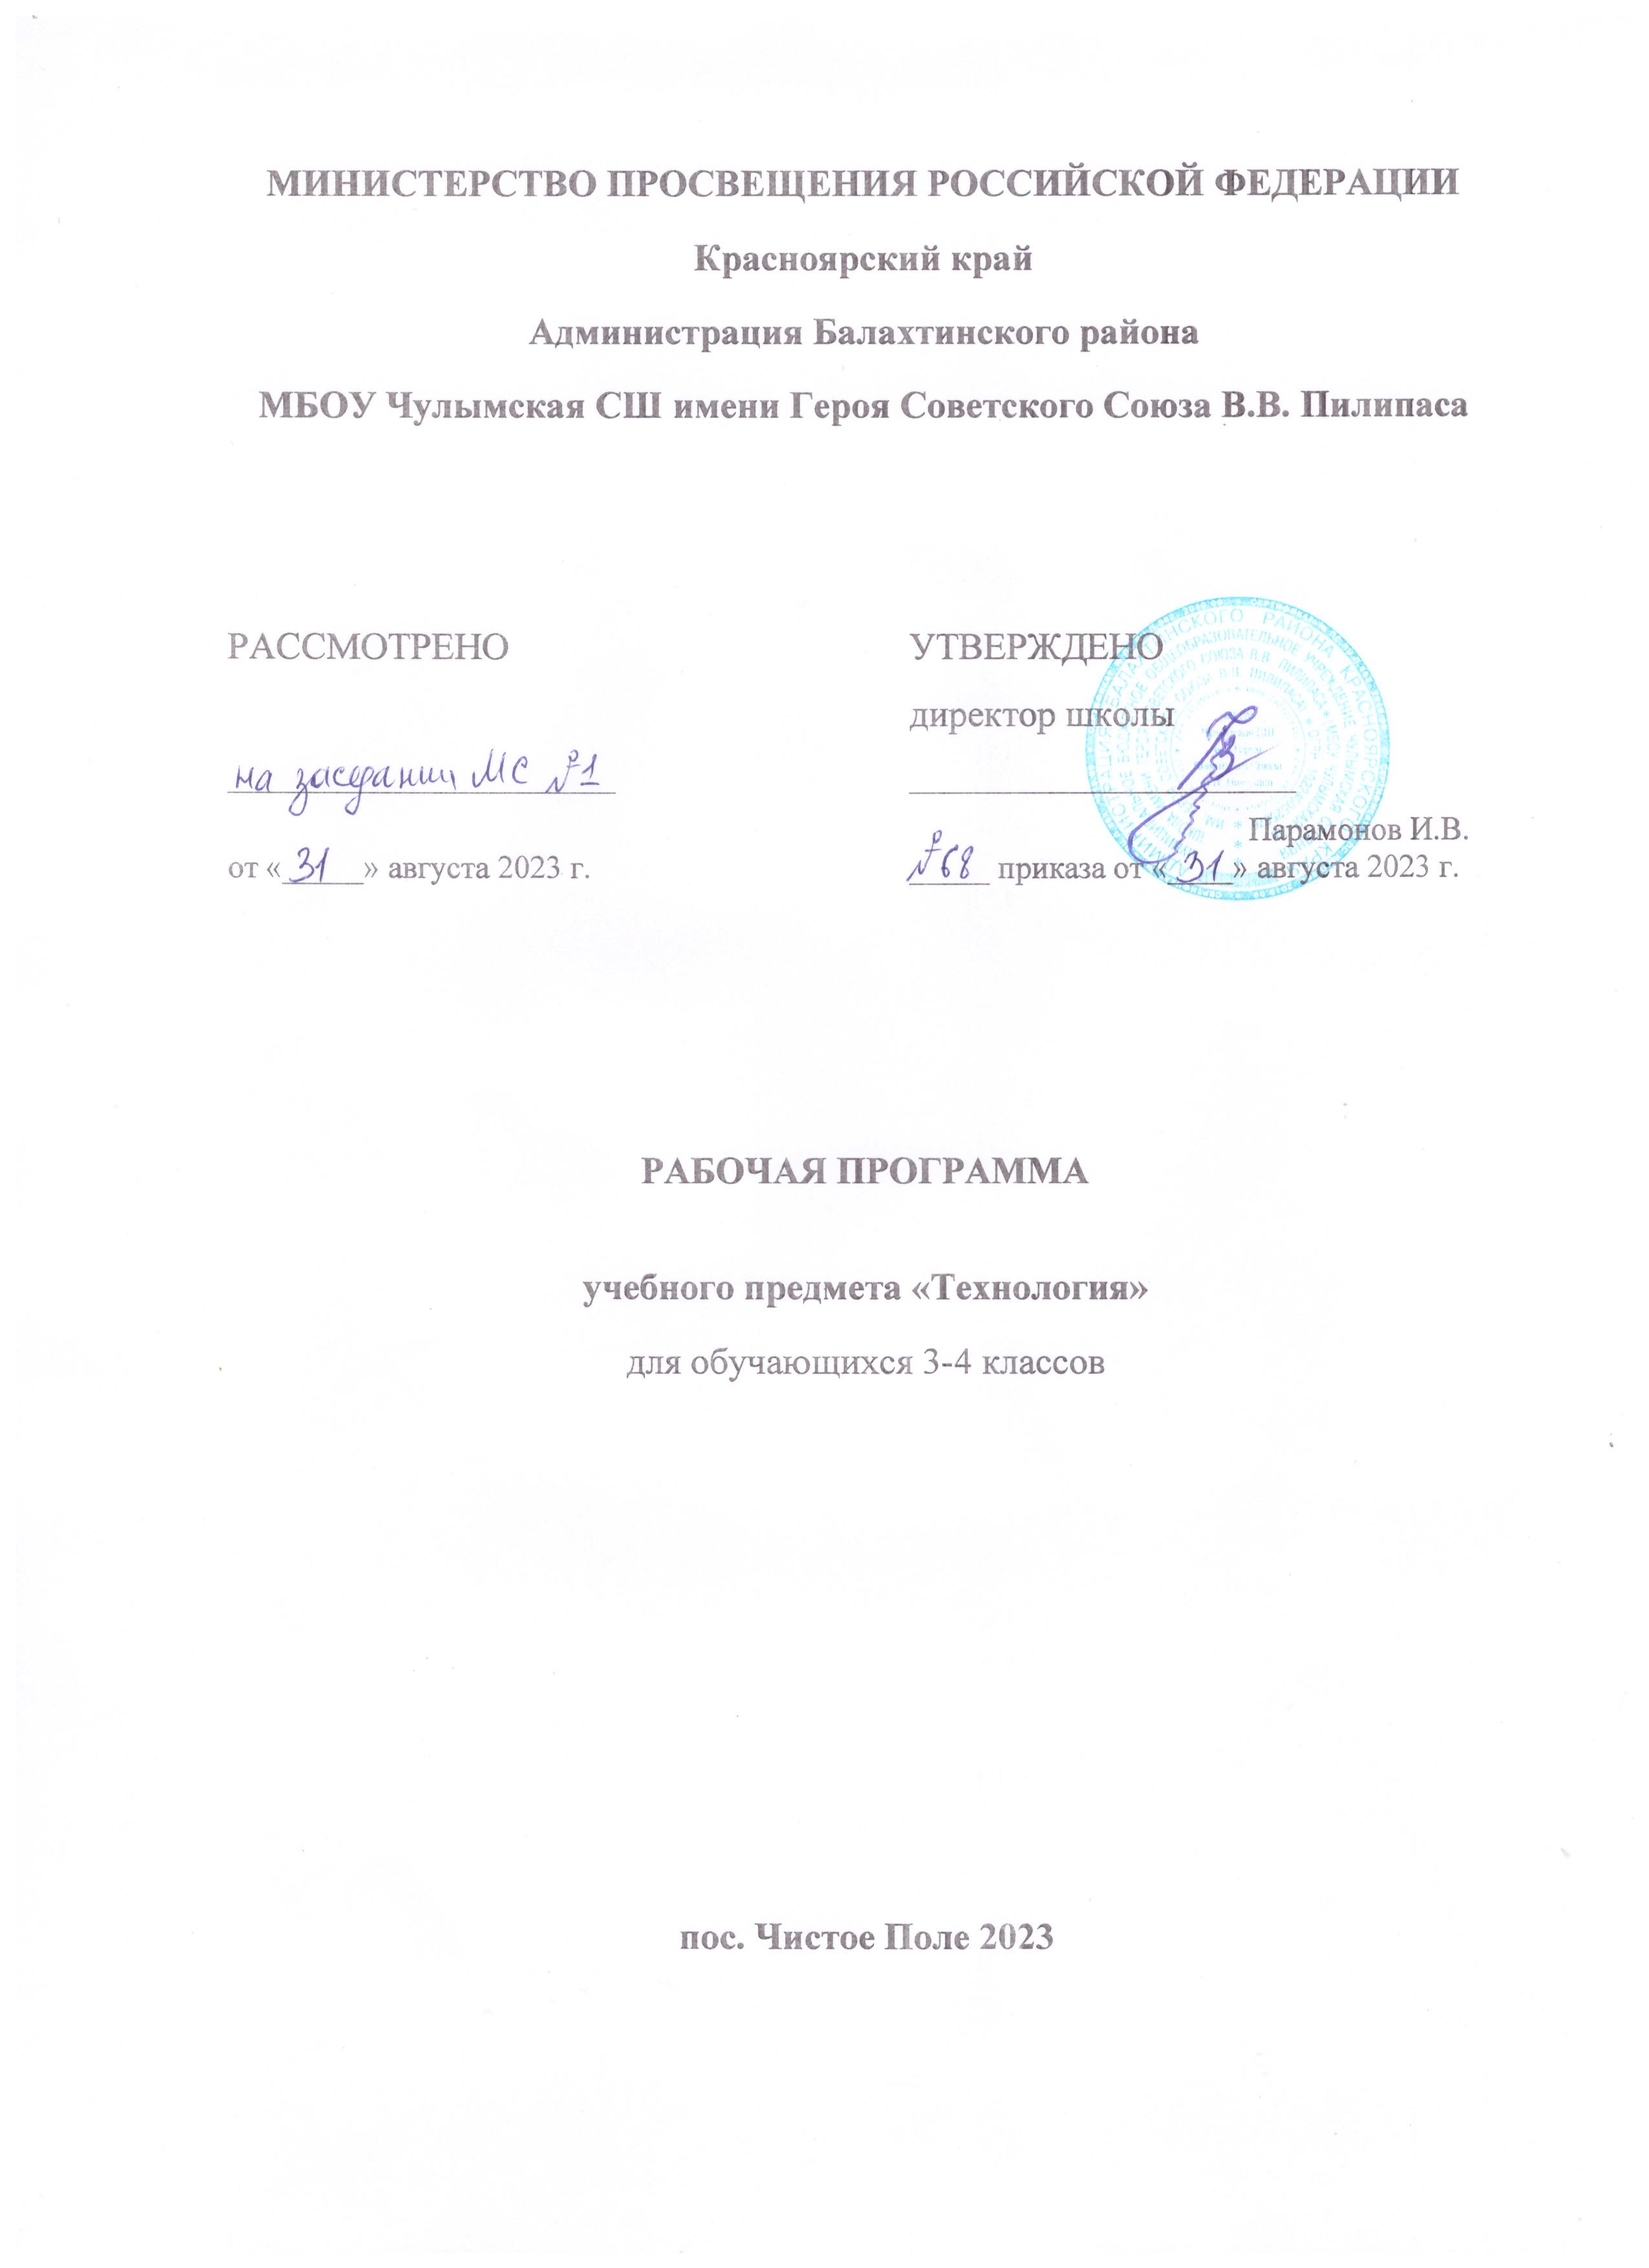 МИНИСТЕРСТВО ПРОСВЕЩЕНИЯ РОССИЙСКОЙ ФЕДЕРАЦИИ
Красноярский край
Администрация Балахтинского района
МБОУ Чулымская СШ имени Героя Советского Союза В.В. Пилипаса
РАССМОТРЕНО
на заседании МС №1
от «31» августа 2023 г.
УТВЕРЖДЕНО
директор школы
Парамонов И.В.
№68 приказа от «31» августа 2023 г.
РАБОЧАЯ ПРОГРАММА
учебного предмета «Технология»
для обучающихся 3-4 классов
пос. Чистое Поле 2023